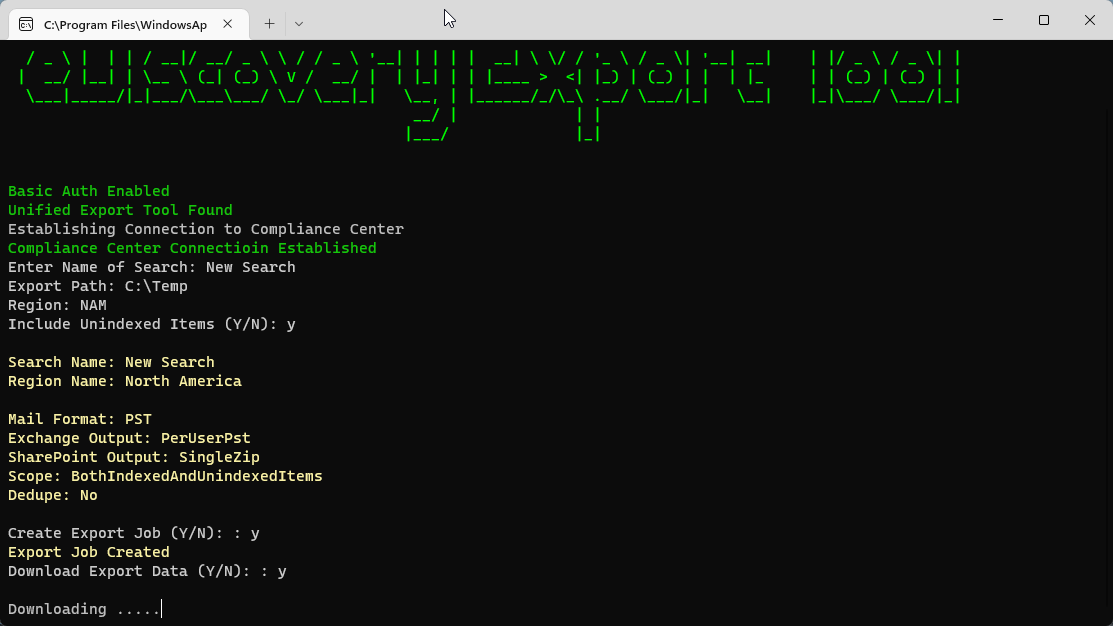 C:\Program Files\WindowsAp
eDiscovery Export Tool
Basic Auth Enabled
Unified Export Tool Found
Establishing Connection to Compliance Center
Compliance Center Connectioin Established
Enter Name of Search: New Search
Export Path: C:\Temp
Region: NAM
Include Unindexed Items (Y/N): y
Search Name: New Search
Region Name: North America
Mail Format: PST
Exchange Output: PerUserPst
SharePoint Output: SingleZip
Scope: BothIndexedAndUnindexedItems
Dedupe: No
Create Export Job (Y/N): : y
Export Job Created
Download Export Data (Y/N): : y
Downloading .....